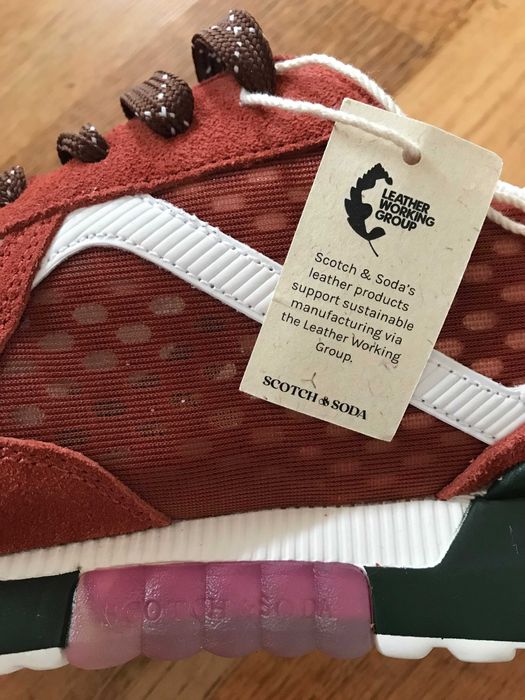 LEATHER
WORKING
GROUP
Scotch & Soda's
leather products
support sustainable
manufacturing via
the Leather Working
Group.
SCOTCH & SODA
SCOTCH & SODA